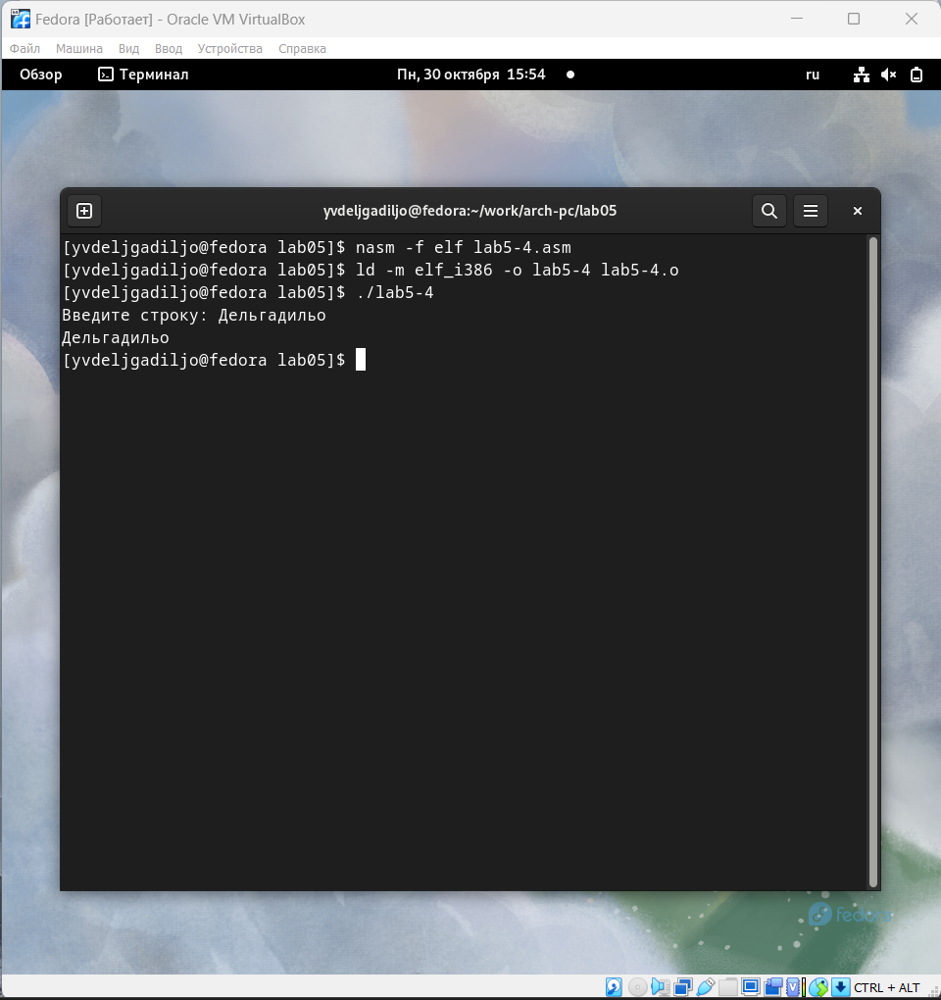 Fedora [Работает] - Oracle VM VirtualBox
Файл Машина Вид Ввод Устройства Справка
Обзор Терминал Пн, 30 октября 15:54 ru
yvdeljgadiljo@fedora:~/work/arch-pc/lab05
[yvdeljgadiljo@fedora lab05]$ nasm -f elf lab5-4.asm
[yvdeljgadiljo@fedora lab05]$ ld -m elf_i386 -o lab5-4 lab5-4.o
[yvdeljgadiljo@fedora lab05]$ ./lab5-4
Введите строку: Дельгадильо
Дельгадильо
[yvdeljgadiljo@fedora lab05]$
fedora
CTRL + ALT